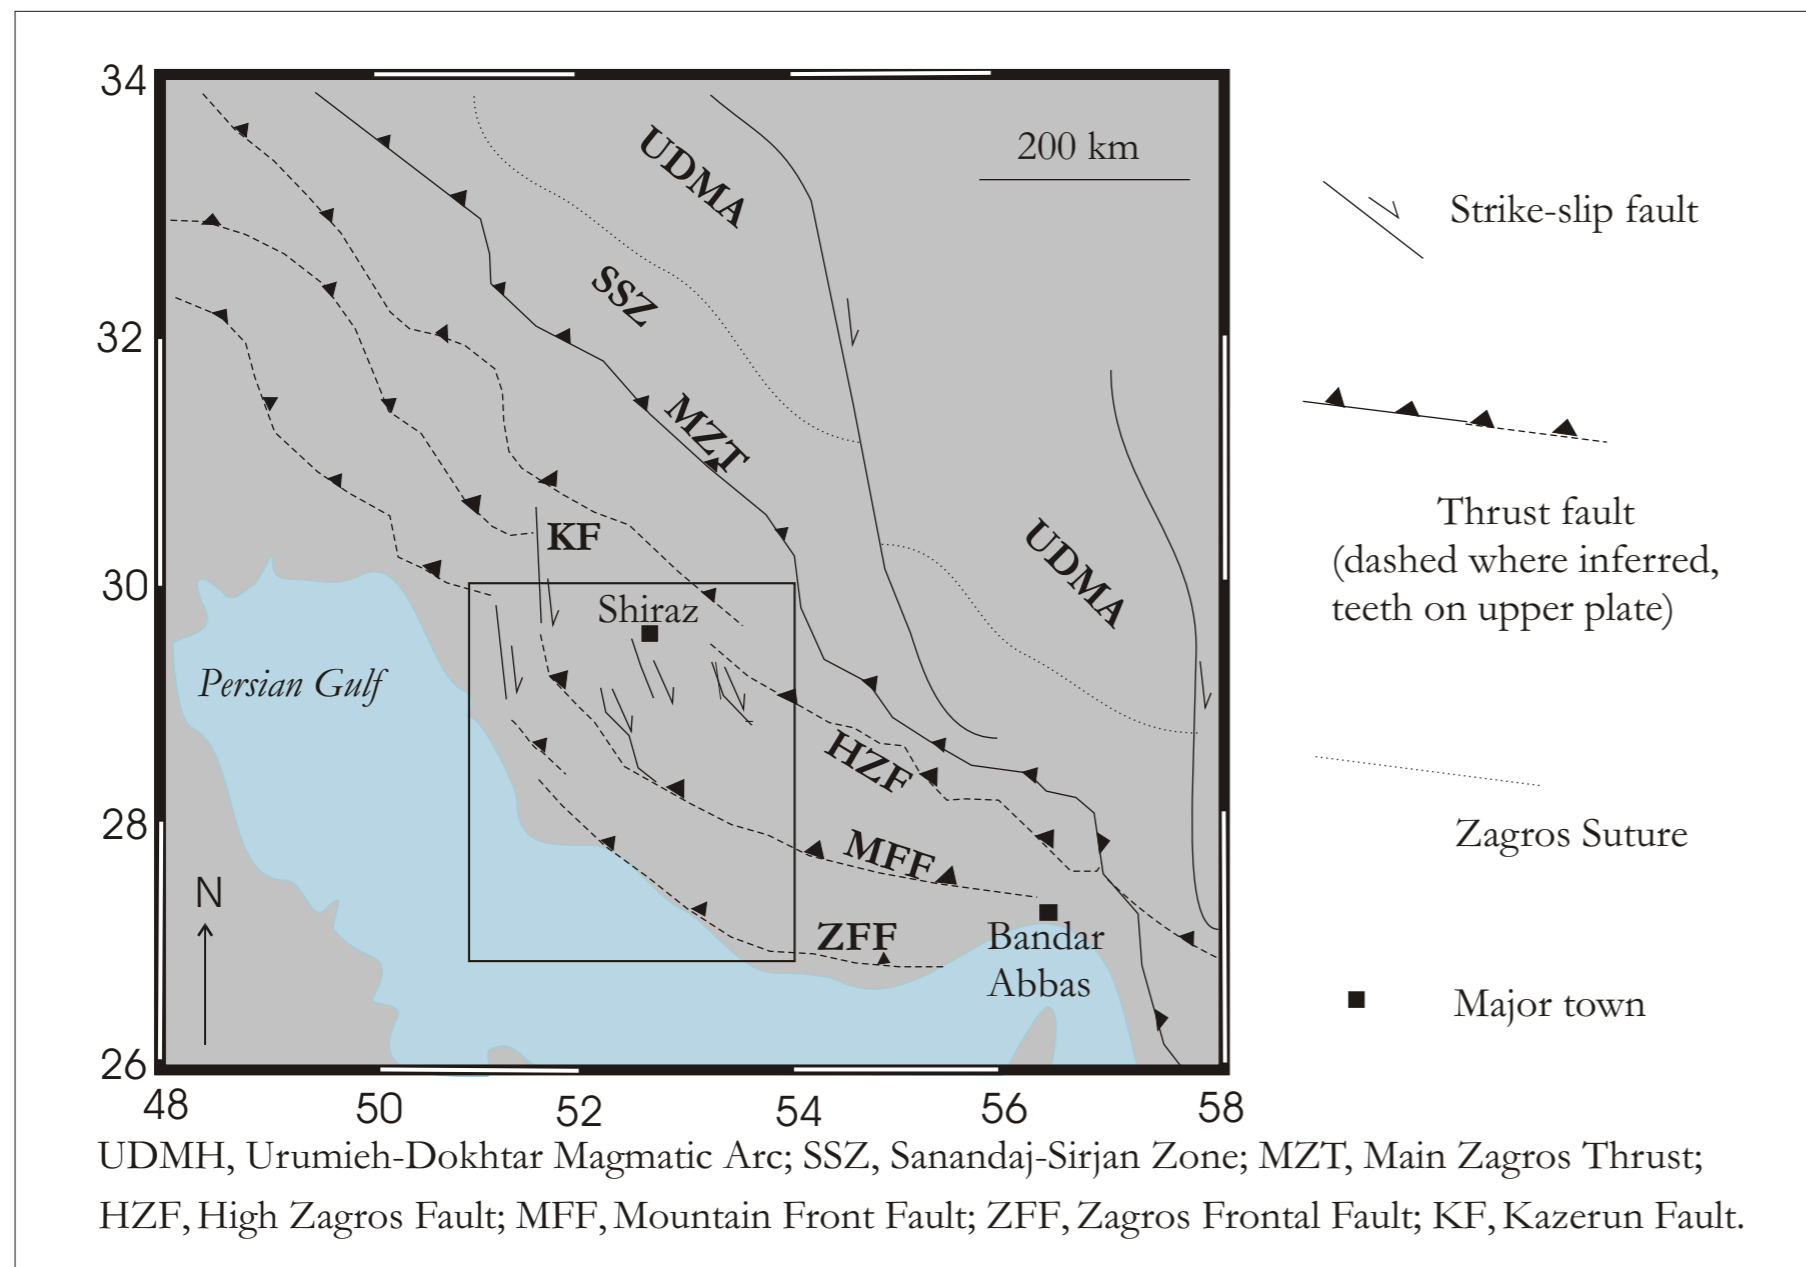 34
32
30
28
26
48
50
52
54
56
58
UDMA
200 km
SSZ
MZT
KF
UDMA
Shiraz
Persian Gulf
HZF
MFF
ZFF
Bandar
Abbas
N
Strike-slip fault
Thrust fault
(dashed where inferred,
teeth on upper plate)
Zagros Suture
Major town
UDMH, Urumieh-Dokhtar Magmatic Arc; SSZ, Sanandaj-Sirjan Zone; MZT, Main Zagros Thrust;
HZF, High Zagros Fault; MFF, Mountain Front Fault; ZFF, Zagros Frontal Fault; KF, Kazerun Fault.